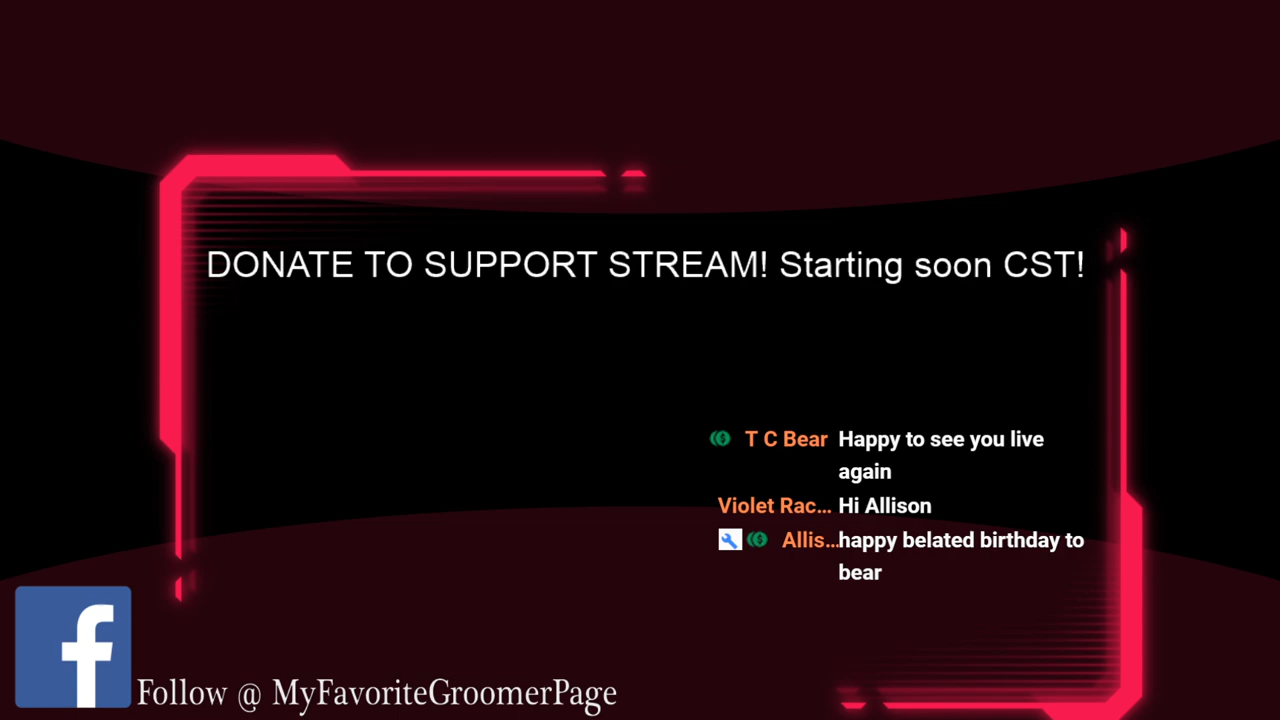 DONATE TO SUPPORT STREAM! Starting soon CST!
T C Bear Happy to see you live
again
Violet Rac... Hi Allison
Allis...happy belated birthday to
bear
f
Follow @ MyFavoriteGroomerPage